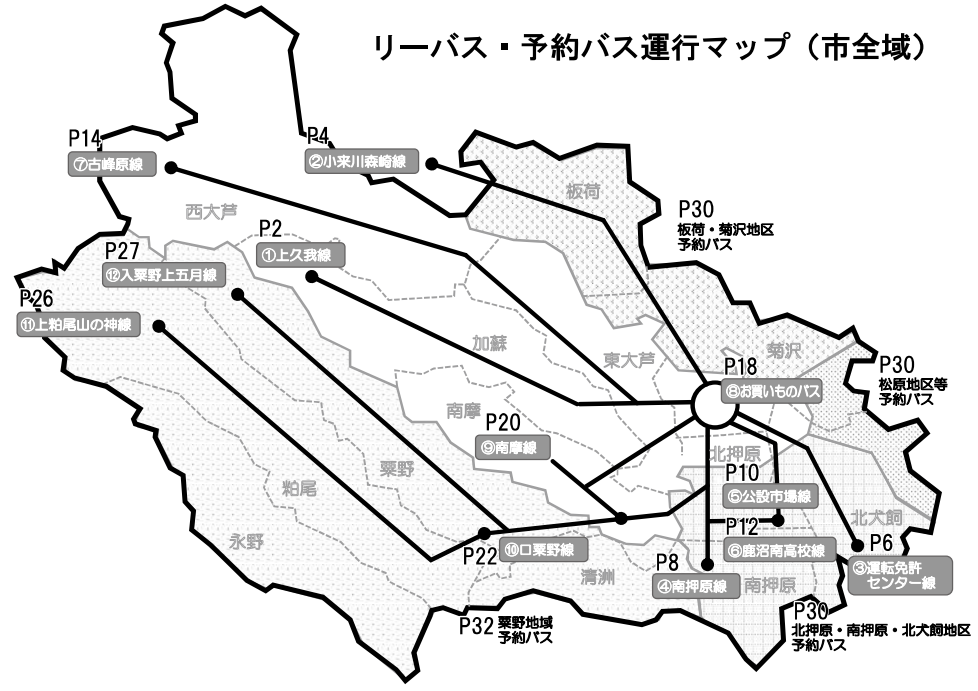 リーバス・予約バス運行マップ（市全域）
P14
⑦古峰原線
P4
②小来川森崎線
板荷
P30
板荷・菊沢地区
予約バス
西大芦
P2
①上久我線
P27
⑫入粟野上五月線
P26
⑪上粕尾山の神線
加蘇
東大芦
菊沢
P18
⑧お買いものバス
P30
松原地区等
予約バス
南摩
P20
⑨南摩線
北押原
粟野
粕尾
P10
⑤公設市場線
北犬飼
永野
P12
⑥鹿沼南高校線
P6
③運転免許
センター線
P22
⑩口粟野線
清洲
P8
④南押原線
南押原
P32
粟野地域
予約バス
P30
北押原・南押原・北犬飼地区
予約バス